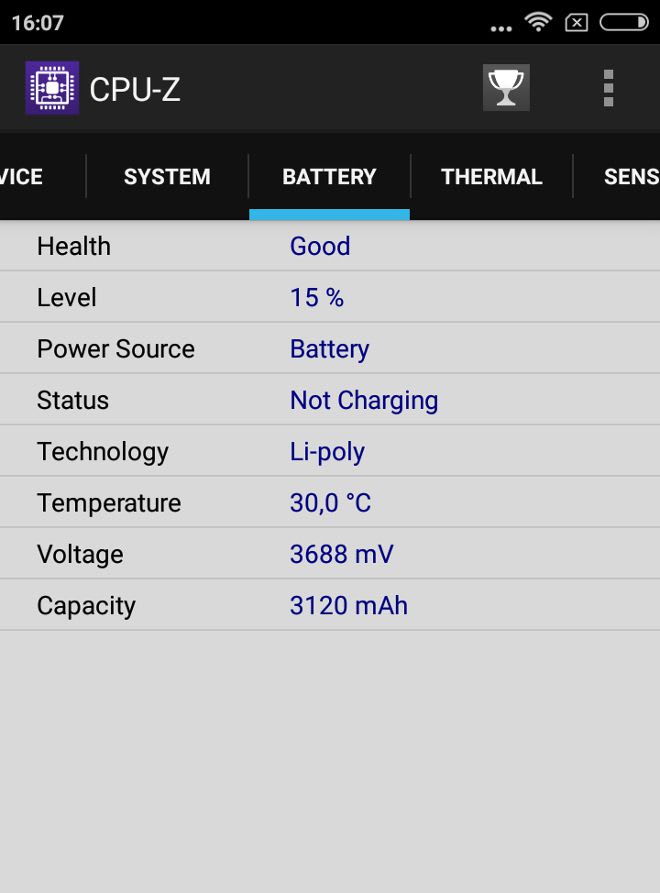 16:07
CPU-Z
VICE SYSTEM BATTERY THERMAL SENS
Health Good
Level 15 %
Power Source Battery
Status Not Charging
Technology Li-poly
Temperature 30,0 °C
Voltage 3688 mV
Capacity 3120 mAh